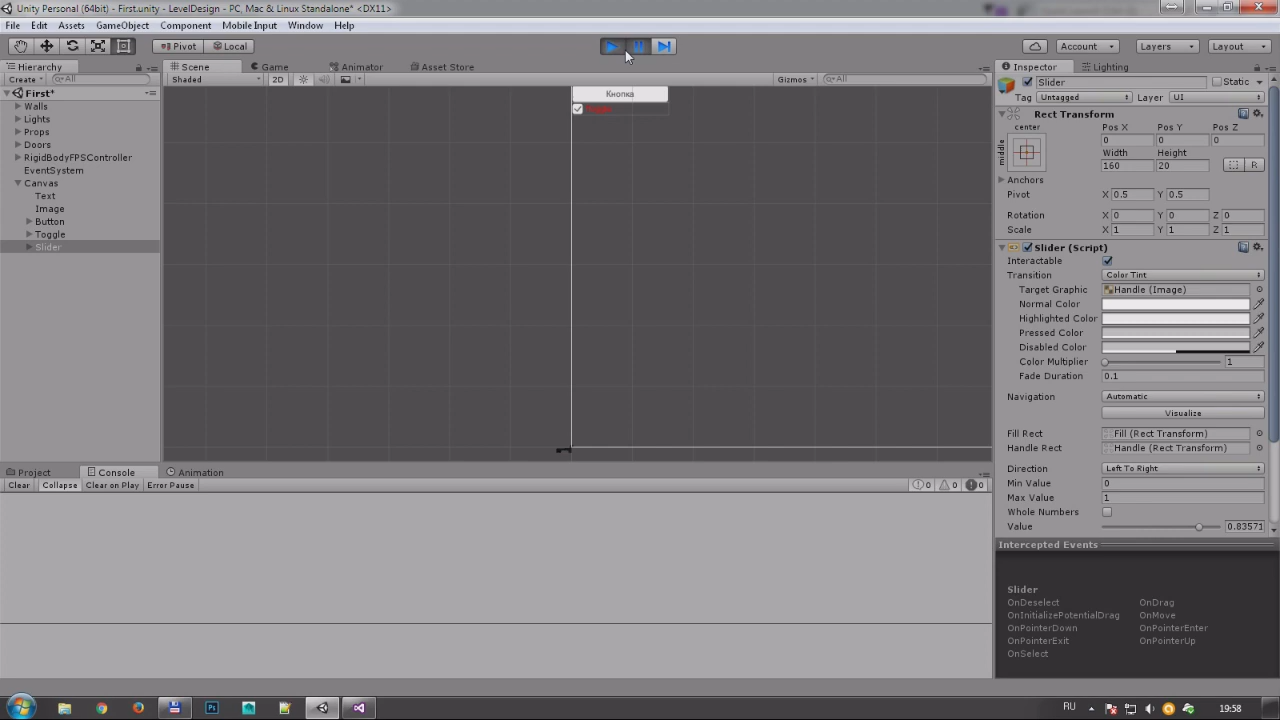 Unity Personal (64bit) - First.unity - LevelDesign - PC, Mac & Linux Standalone* <DX11>
File Edit Assets GameObject Component Mobile Input Window Help
Pivot Local Account Layers Layout
Hierarchy Scene Game Animator Asset Store Inspector Lighting
Create All Shaded 2D Gizmos All
First*
Walls
Lights
Props
Doors
RigidBodyFPSController
EventSystem
Canvas
Text
Image
Button
Toggle
Slider
Кнопка
Slider Static
Tag Untagged Layer UI
Rect Transform
center Pos X Pos Y Pos Z
0 0 0
middle Width Height
160 20 R
Anchors
Pivot X 0.5 Y 0.5
Rotation X 0 Y 0 Z 0
Scale X 1 Y 1 Z 1
Slider (Script)
Interactable
Transition Color Tint
Target Graphic Handle (Image)
Normal Color
Highlighted Color
Pressed Color
Disabled Color
Color Multiplier 1
Fade Duration 0.1
Navigation Automatic
Visualize
Fill Rect Fill (Rect Transform)
Handle Rect Handle (Rect Transform)
Direction Left To Right
Min Value 0
Max Value 1
Whole Numbers
Value 0.83571
Project Console Animation
Clear Collapse Clear on Play Error Pause 0 0 0
Intercepted Events
Slider
OnDeselect OnDrag
OnInitializePotentialDrag OnMove
OnPointerDown OnPointerEnter
OnPointerExit OnPointerUp
OnSelect
Ps RU 19:58